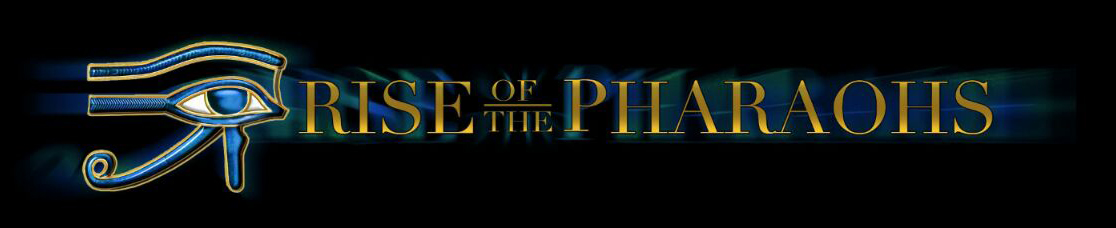 RISE OF THE PHARAOHS